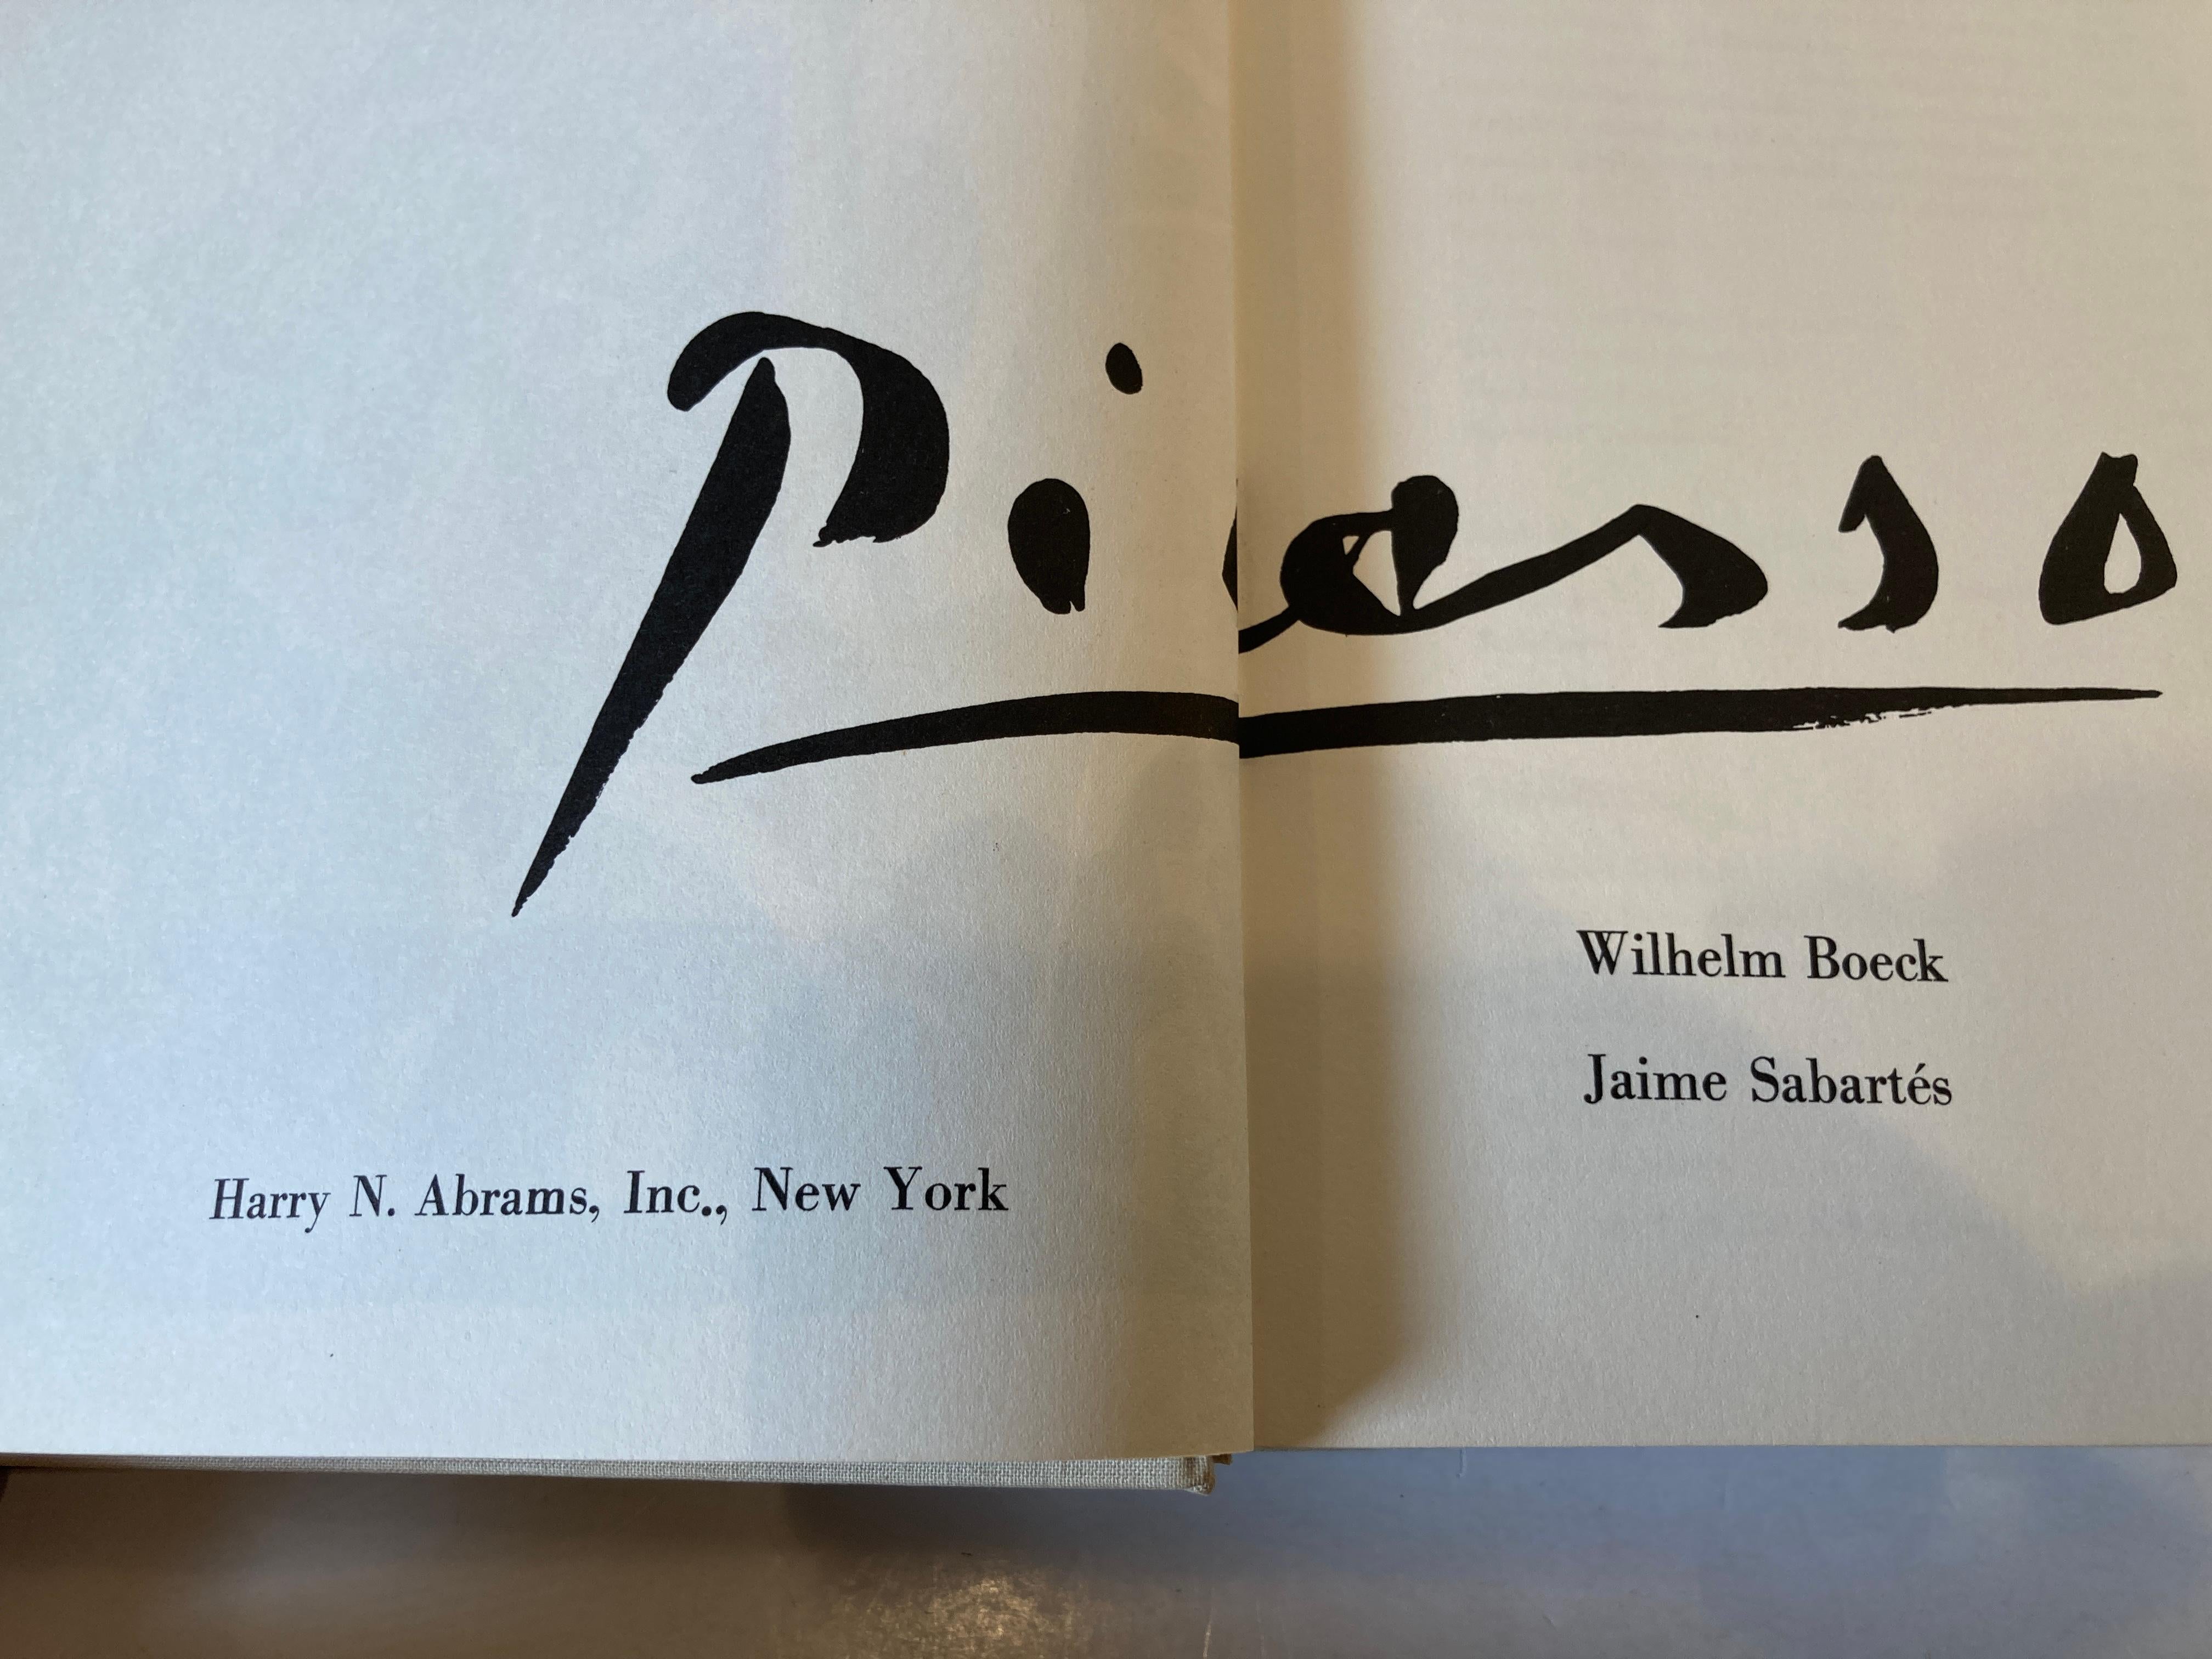 Picasso
Wilhelm Boeck
Jaime Sabartés
Harry N. Abrams, Inc., New York